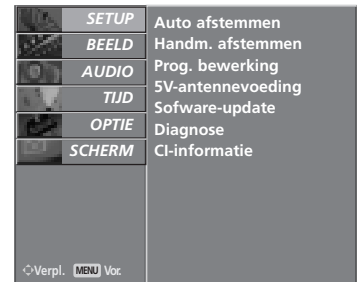 SETUP
BEELD
AUDIO
TIJD
OPTIE
SCHERM
Auto afstemmen
Handm. afstemmen
Prog. bewerking
5V-antennevoeding
Sofware-update
Diagnose
CI-informatie
Verpl. MENU Vor.